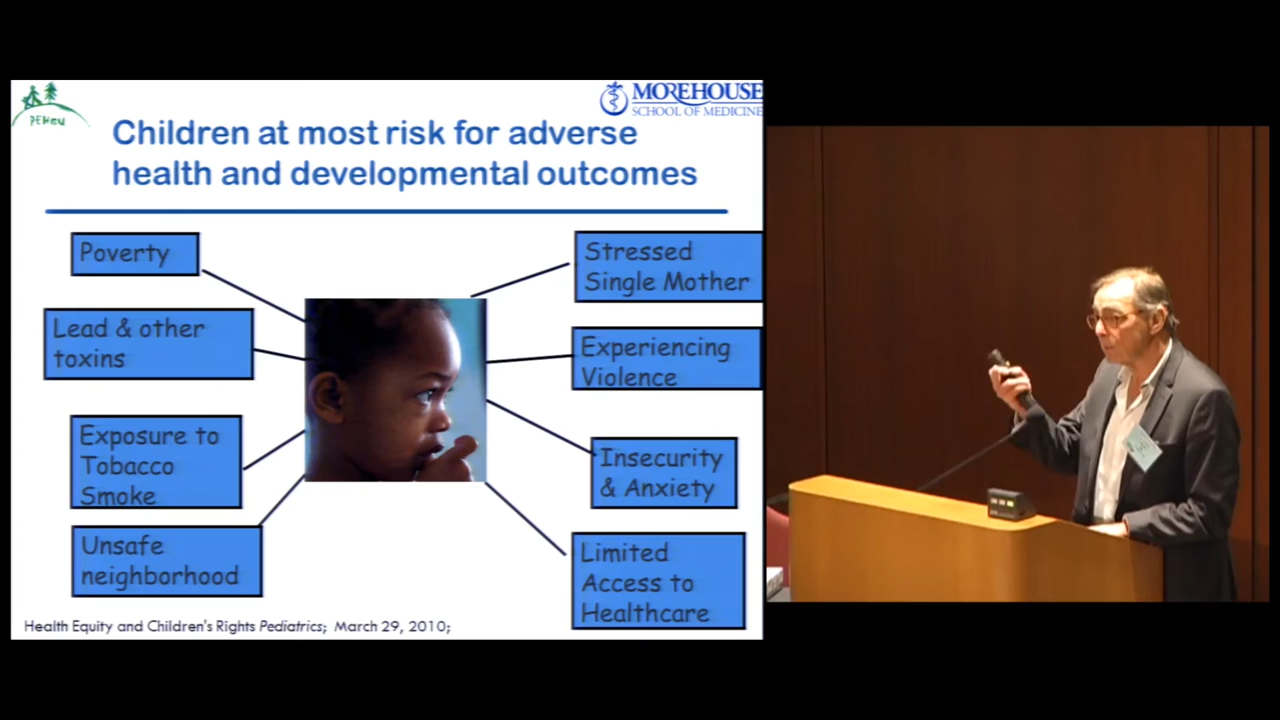 PEHSU
MOREHOUSE
SCHOOL OF MEDICINE
Children at most risk for adverse
health and developmental outcomes
Poverty
Lead & other
toxins
Exposure to
Tobacco
Smoke
Unsafe
neighborhood
Stressed
Single Mother
Experiencing
Violence
Insecurity
& Anxiety
Limited
Access to
Healthcare
Health Equity and Children's Rights Pediatrics; March 29, 2010;